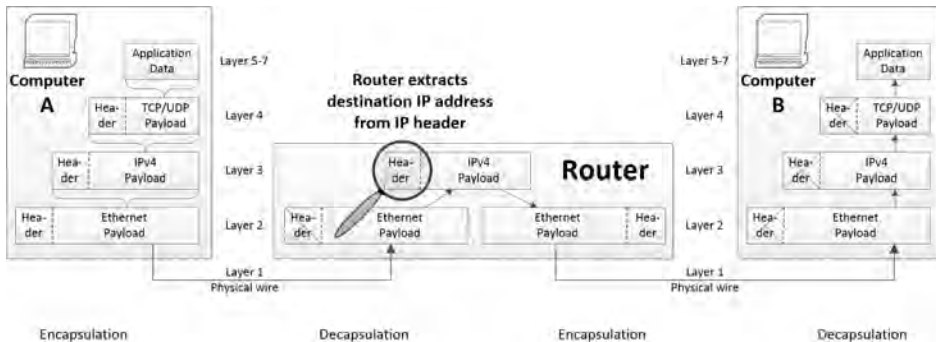 Computer
A
Application
Data
Hea-
der
TCP/UDP
Payload
Hea-
der
IPv4
Payload
Hea-
der
Ethernet
Payload
Layer 5-7
Layer 4
Layer 3
Layer 2
Layer 1
Physical wire
Router extracts
destination IP address
from IP header
Hea-
der
IPv4
Payload
Router
Hea-
der
Ethernet
Payload
Ethernet
Payload
Hea-
der
Layer 5-7
Layer 4
Layer 3
Layer 2
Layer 1
Physical wire
Computer
B
Application
Data
Hea-
der
TCP/UDP
Payload
Hea-
der
IPv4
Payload
Hea-
der
Ethernet
Payload
Encapsulation
Decapsulation
Encapsulation
Decapsulation